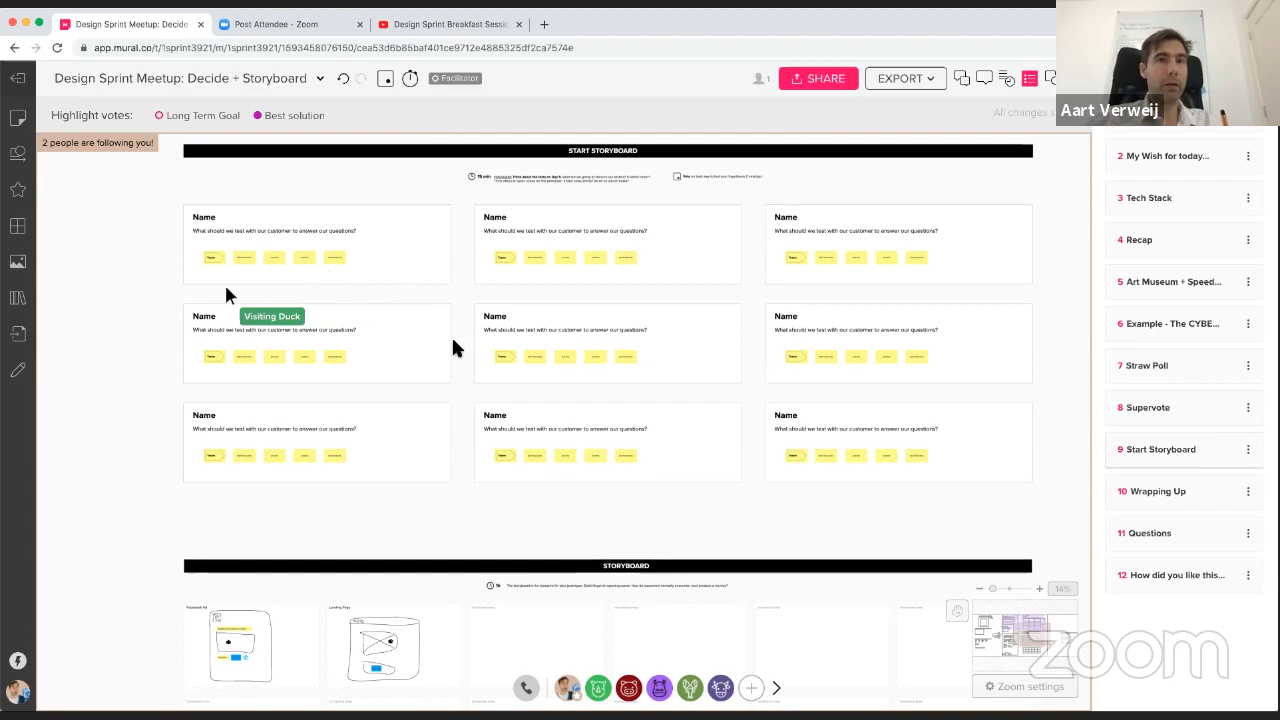 Design Sprint Meetup: Decide
Post Attendee - Zoom
Design Sprint Breakfast Sessi
app.mural.co/t/1sprint3921/m/1sprint3921/1593458076150/cea53d6b85baf401ce9712e4885325df2ca7574e
Design Sprint Meetup: Decide + Storyboard
Facilitator
1
SHARE
EXPORT
Aart Verweij
Highlight votes:
Long Term Goal
Best solution
All changes s
2 people are following you!
START STORYBOARD
15 min
Name
What should we test with our customer to answer our questions?
Name
What should we test with our customer to answer our questions?
Name
What should we test with our customer to answer our questions?
Visiting Duck
Name
What should we test with our customer to answer our questions?
Name
What should we test with our customer to answer our questions?
Name
What should we test with our customer to answer our questions?
Name
What should we test with our customer to answer our questions?
Name
What should we test with our customer to answer our questions?
Name
What should we test with our customer to answer our questions?
STORYBOARD
Facebook Ad
Landing Page
14%
Zoom settings
zoom
2 My Wish for today...
3 Tech Stack
4 Recap
5 Art Museum + Speed...
6 Example - The CYBE...
7 Straw Poll
8 Supervote
9 Start Storyboard
10 Wrapping Up
11 Questions
12 How did you like this...